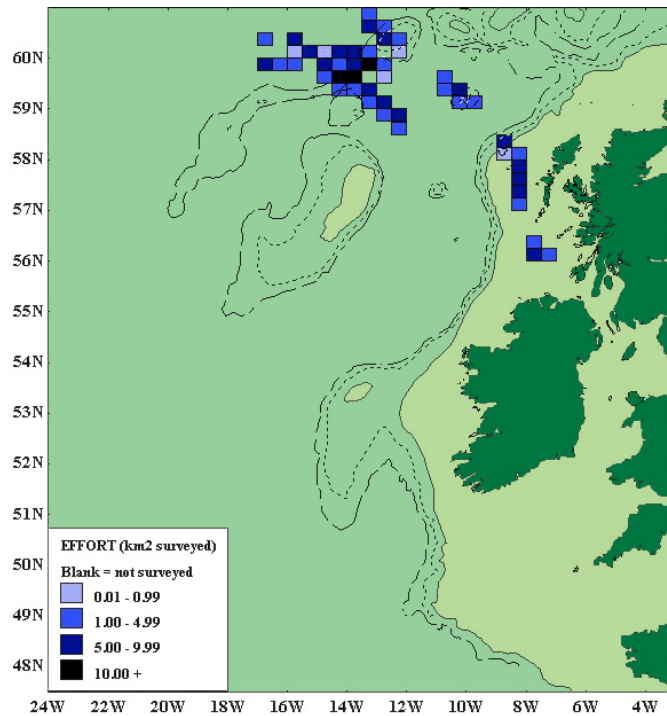 60N
59N
58N
57N
56N
55N
54N
53N
52N
51N
50N
49N
48N
EFFORT (km2 surveyed)
Blank = not surveyed
0.01 - 0.99
1.00 - 4.99
5.00 - 9.99
10.00 +
24W 22W 20W 18W 16W 14W 12W 10W 8W 6W 4W